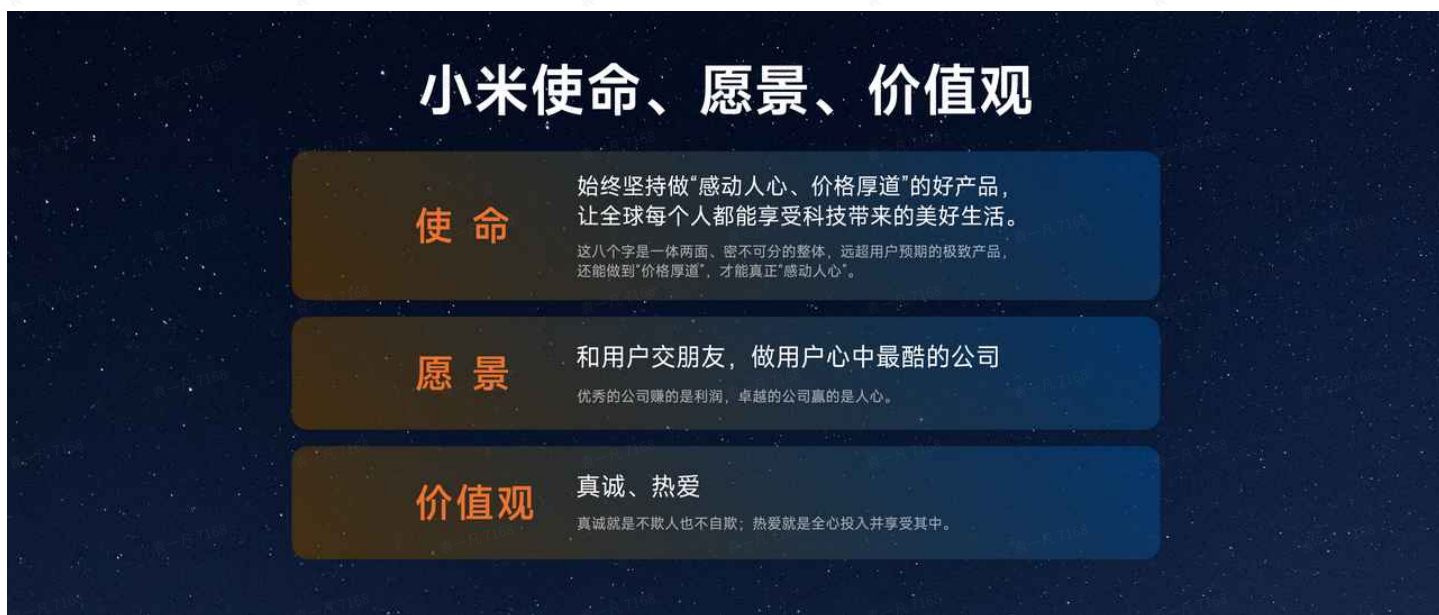 小米使命、愿景、价值观
使 命
始终坚持做“感动人心、价格厚道”的好产品，
让全球每个人都能享受科技带来的美好生活。
这八个字是一体两面、密不可分的整体，远超用户预期的极致产品，
还能做到“价格厚道”，才能真正“感动人心”。
愿 景
和用户交朋友，做用户心中最酷的公司
优秀的公司赚的是利润，卓越的公司赢的是人心。
价值观
真诚、热爱
真诚就是不欺人也不自欺；热爱就是全心投入并享受其中。